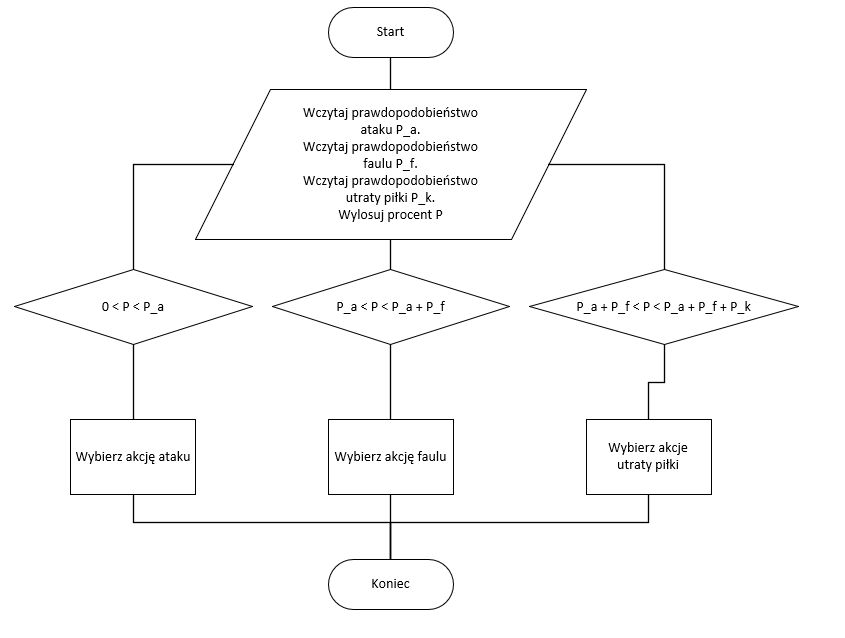 Start
Wczytaj prawdopodobieństwo
ataku P_a.
Wczytaj prawdopodobieństwo
faulu P_f.
Wczytaj prawdopodobieństwo
utraty piłki P_k.
Wylosuj procent P
0 < P < P_a
P_a < P < P_a + P_f
P_a + P_f < P < P_a + P_f + P_k
Wybierz akcję ataku
Wybierz akcję faulu
Wybierz akcje
utraty piłki
Koniec